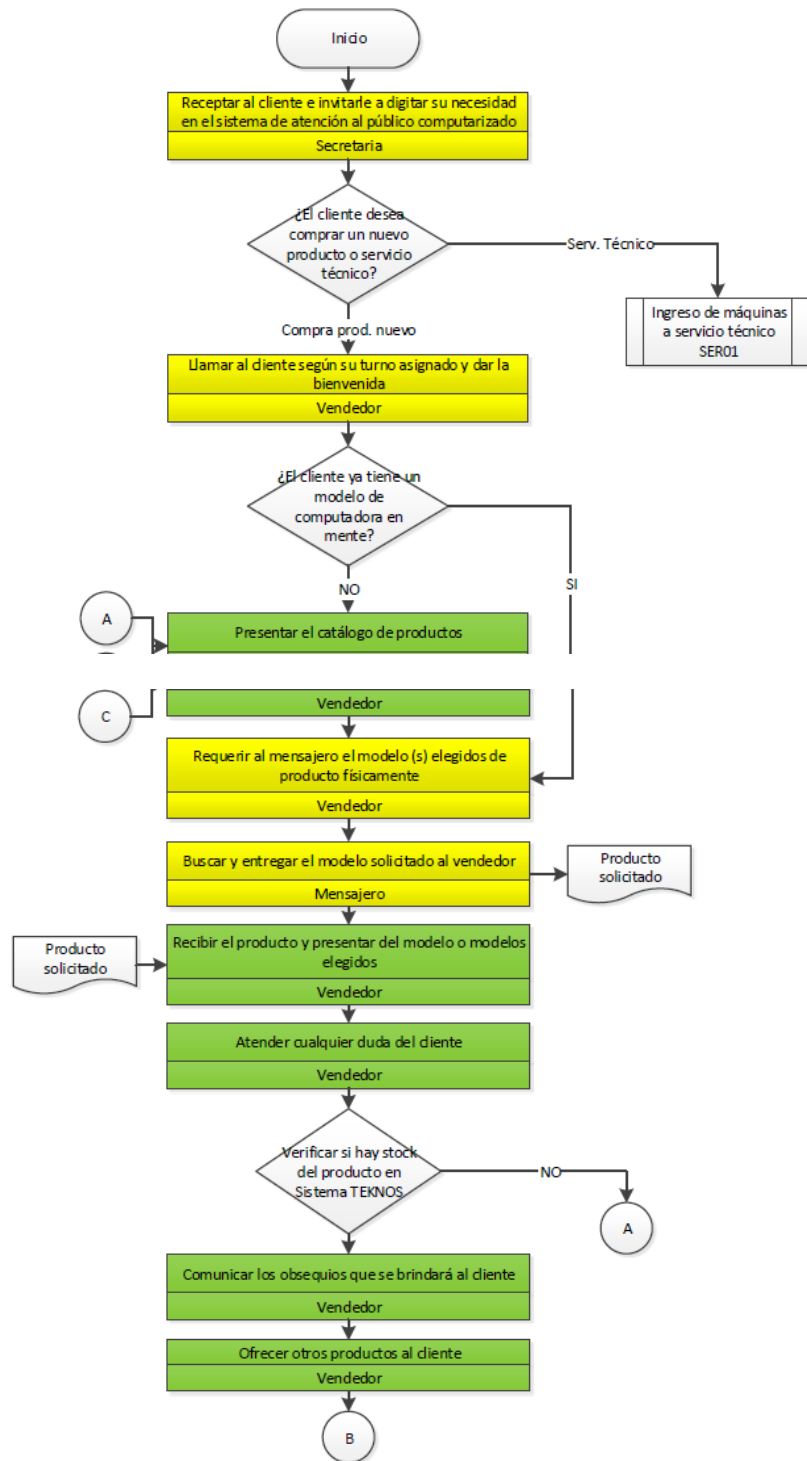 Inicio
Receptar al cliente e invitarle a digitar su necesidad
en el sistema de atención al público computarizado
Secretaria
¿El cliente desea
comprar un nuevo
producto o servicio
técnico?
Serv. Técnico
Ingreso de máquinas
a servicio técnico
SER01
Compra prod. nuevo
Llamar al cliente según su turno asignado y dar la
bienvenida
Vendedor
¿El cliente ya tiene un
modelo de
computadora en
mente?
NO
SI
A
Presentar el catálogo de productos
C
Vendedor
Requerir al mensajero el modelo (s) elegidos de
producto físicamente
Vendedor
Buscar y entregar el modelo solicitado al vendedor
Mensajero
Producto
solicitado
Producto
solicitado
Recibir el producto y presentar del modelo o modelos
elegidos
Vendedor
Atender cualquier duda del cliente
Vendedor
Verificar si hay stock
del producto en
Sistema TEKNOS
NO
A
Comunicar los obsequios que se brindará al cliente
Vendedor
Ofrecer otros productos al cliente
Vendedor
B